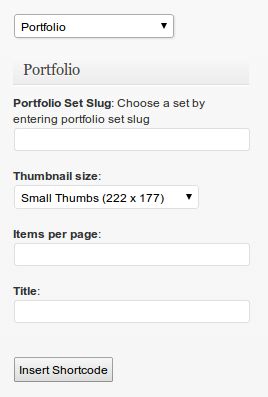 Portfolio
Portfolio
Portfolio Set Slug: Choose a set by
entering portfolio set slug
Thumbnail size:
Small Thumbs (222 x 177)
Items per page:
Title:
Insert Shortcode